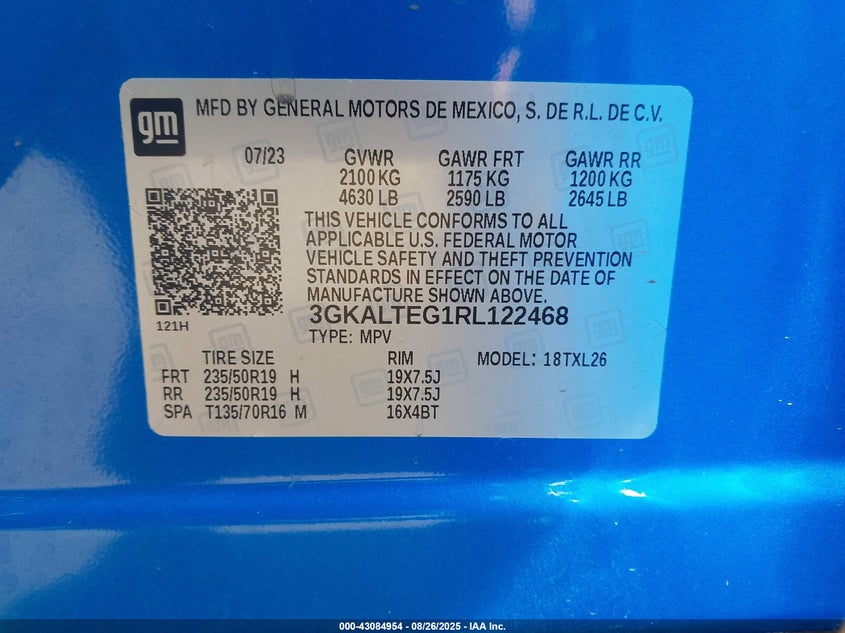 gm
MFD BY GENERAL MOTORS DE MEXICO, S. DE R.L. DE C.V.
07/23 GVWR GAWR FRT GAWR RR
2100 KG 1175 KG 1200 KG
4630 LB 2590 LB 2645 LB
THIS VEHICLE CONFORMS TO ALL
APPLICABLE U.S. FEDERAL MOTOR
VEHICLE SAFETY AND THEFT PREVENTION
STANDARDS IN EFFECT ON THE DATE OF
MANUFACTURE SHOWN ABOVE.
121H
3GKALTEG1RL122468
TYPE: MPV
TIRE SIZE RIM MODEL: 18TXL26
FRT 235/50R19 H 19X7.5J
RR 235/50R19 H 19X7.5J
SPA T135/70R16 M 16X4BT
000-43084954 - 08/26/2025 - IAA Inc.